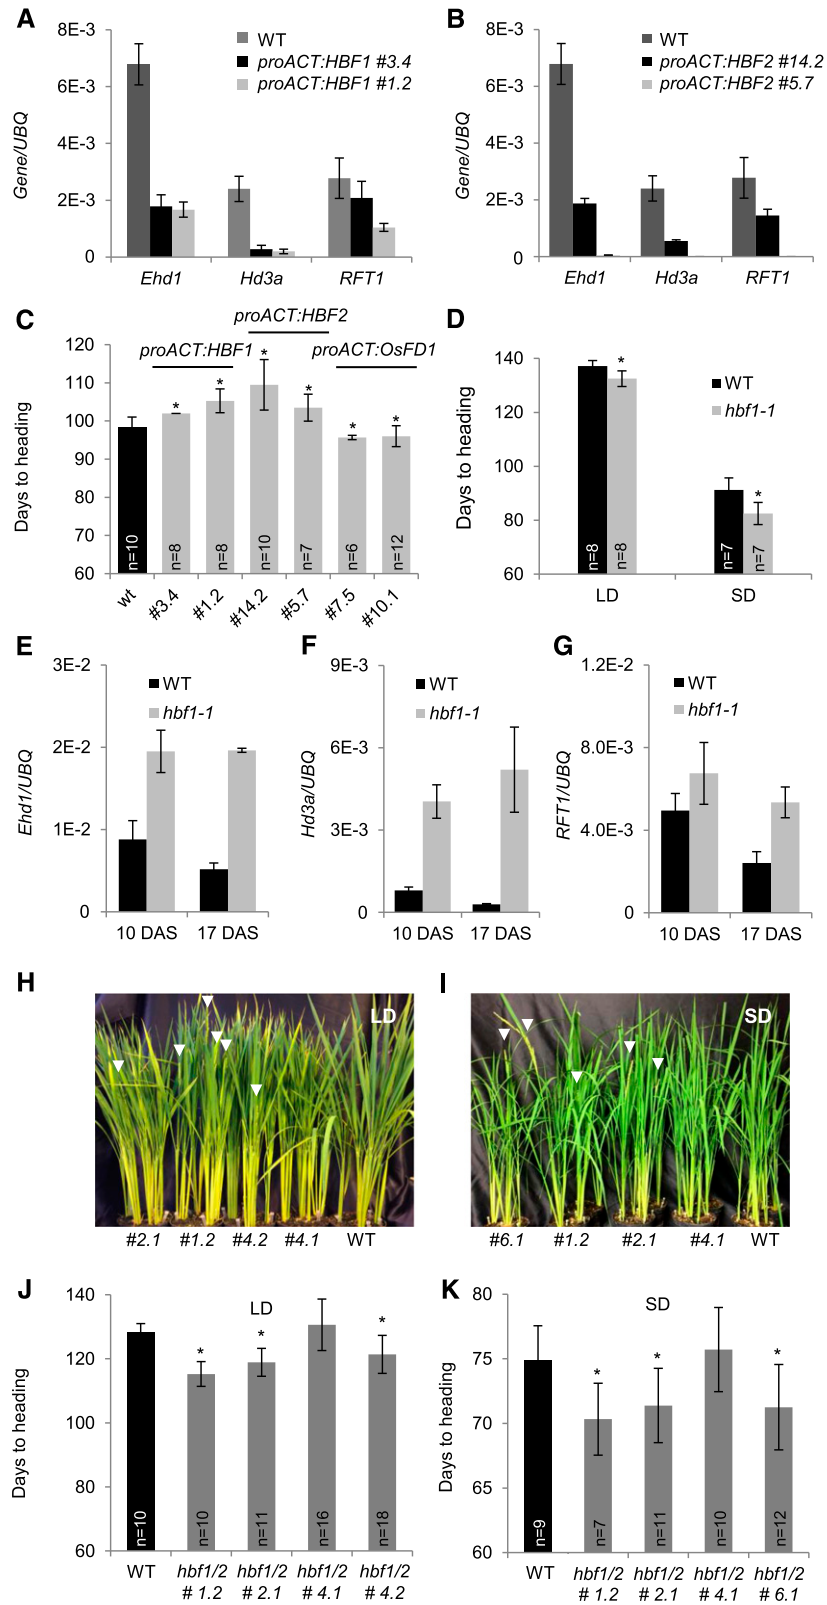 A
8E-3
6E-3
4E-3
2E-3
0
Gene/UBQ
WT
proACT:HBF1 #3.4
proACT:HBF1 #1.2
Ehd1
Hd3a
RFT1
B
8E-3
6E-3
4E-3
2E-3
0
Gene/UBQ
WT
proACT:HBF2 #14.2
proACT:HBF2 #5.7
Ehd1
Hd3a
RFT1
C
proACT:HBF2
proACT:HBF1
proACT:OsFD1
120
110
100
90
80
70
60
Days to heading
* * * * * *
n=10
n=8
n=8
n=10
n=7
n=6
n=12
wt
#3.4
#1.2
#14.2
#5.7
#7.5
#10.1
D
140
120
100
80
60
Days to heading
WT
hbf1-1
* *
n=8
n=8
n=7
n=7
LD
SD
E
3E-2
2E-2
1E-2
0
Ehd1/UBQ
WT
hbf1-1
10 DAS
17 DAS
F
9E-3
6E-3
3E-3
0
Hd3a/UBQ
WT
hbf1-1
10 DAS
17 DAS
G
1.2E-2
8.0E-3
4.0E-3
0
RFT1/UBQ
WT
hbf1-1
10 DAS
17 DAS
H
LD
#2.1 #1.2 #4.2 #4.1 WT
I
SD
#6.1 #1.2 #2.1 #4.1 WT
J
140
120
100
80
60
Days to heading
LD
* * *
n=10
n=10
n=11
n=16
n=18
WT
hbf1/2
# 1.2
hbf1/2
# 2.1
hbf1/2
# 4.1
hbf1/2
# 4.2
K
80
75
70
65
60
Days to heading
SD
* * *
n=9
n=7
n=11
n=10
n=12
WT
hbf1/2
# 1.2
hbf1/2
# 2.1
hbf1/2
# 4.1
hbf1/2
# 6.1